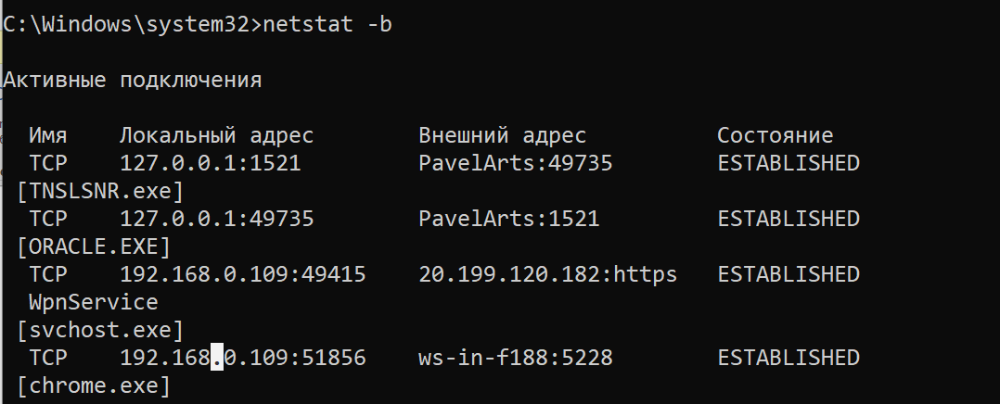 C:\Windows\system32>netstat -b
Активные подключения
Имя Локальный адрес Внешний адрес Состояние
TCP 127.0.0.1:1521 PavelArts:49735 ESTABLISHED
[TNSLSNR.exe]
TCP 127.0.0.1:49735 PavelArts:1521 ESTABLISHED
[ORACLE.EXE]
TCP 192.168.0.109:49415 20.199.120.182:https ESTABLISHED
WpnService
[svchost.exe]
TCP 192.168.0.109:51856 ws-in-f188:5228 ESTABLISHED
[chrome.exe]